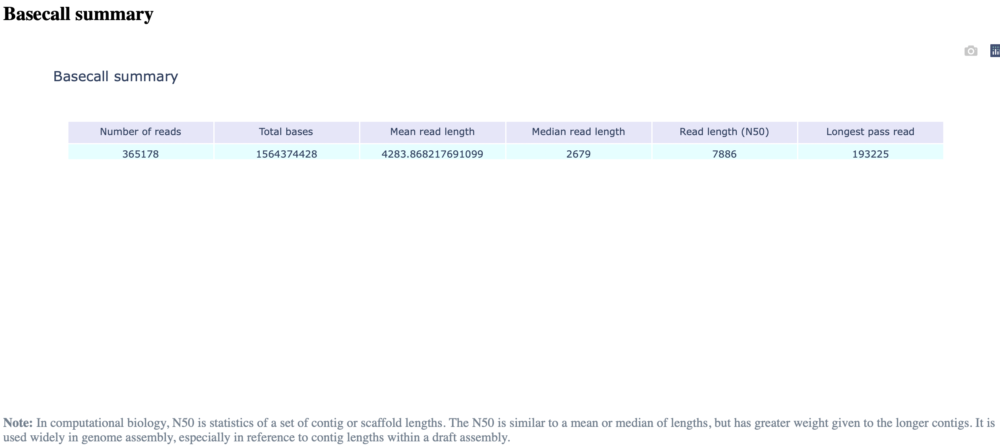 Basecall summary
Basecall summary
Number of reads Total bases Mean read length Median read length Read length (N50) Longest pass read
365178 1564374428 4283.868217691099 2679 7886 193225
Note: In computational biology, N50 is statistics of a set of contig or scaffold lengths. The N50 is similar to a mean or median of lengths, but has greater weight given to the longer contigs. It is
used widely in genome assembly, especially in reference to contig lengths within a draft assembly.